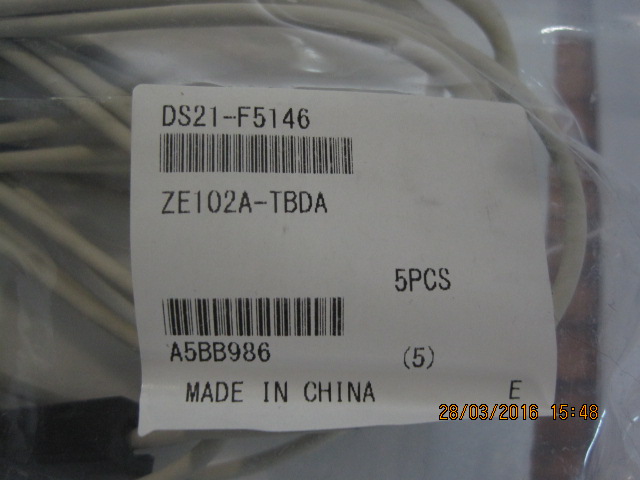 DS21-F5146
ZE102A-TBDA
5PCS
A5BB986
(5)
MADE IN CHINA
E
28/03/2016 15:48